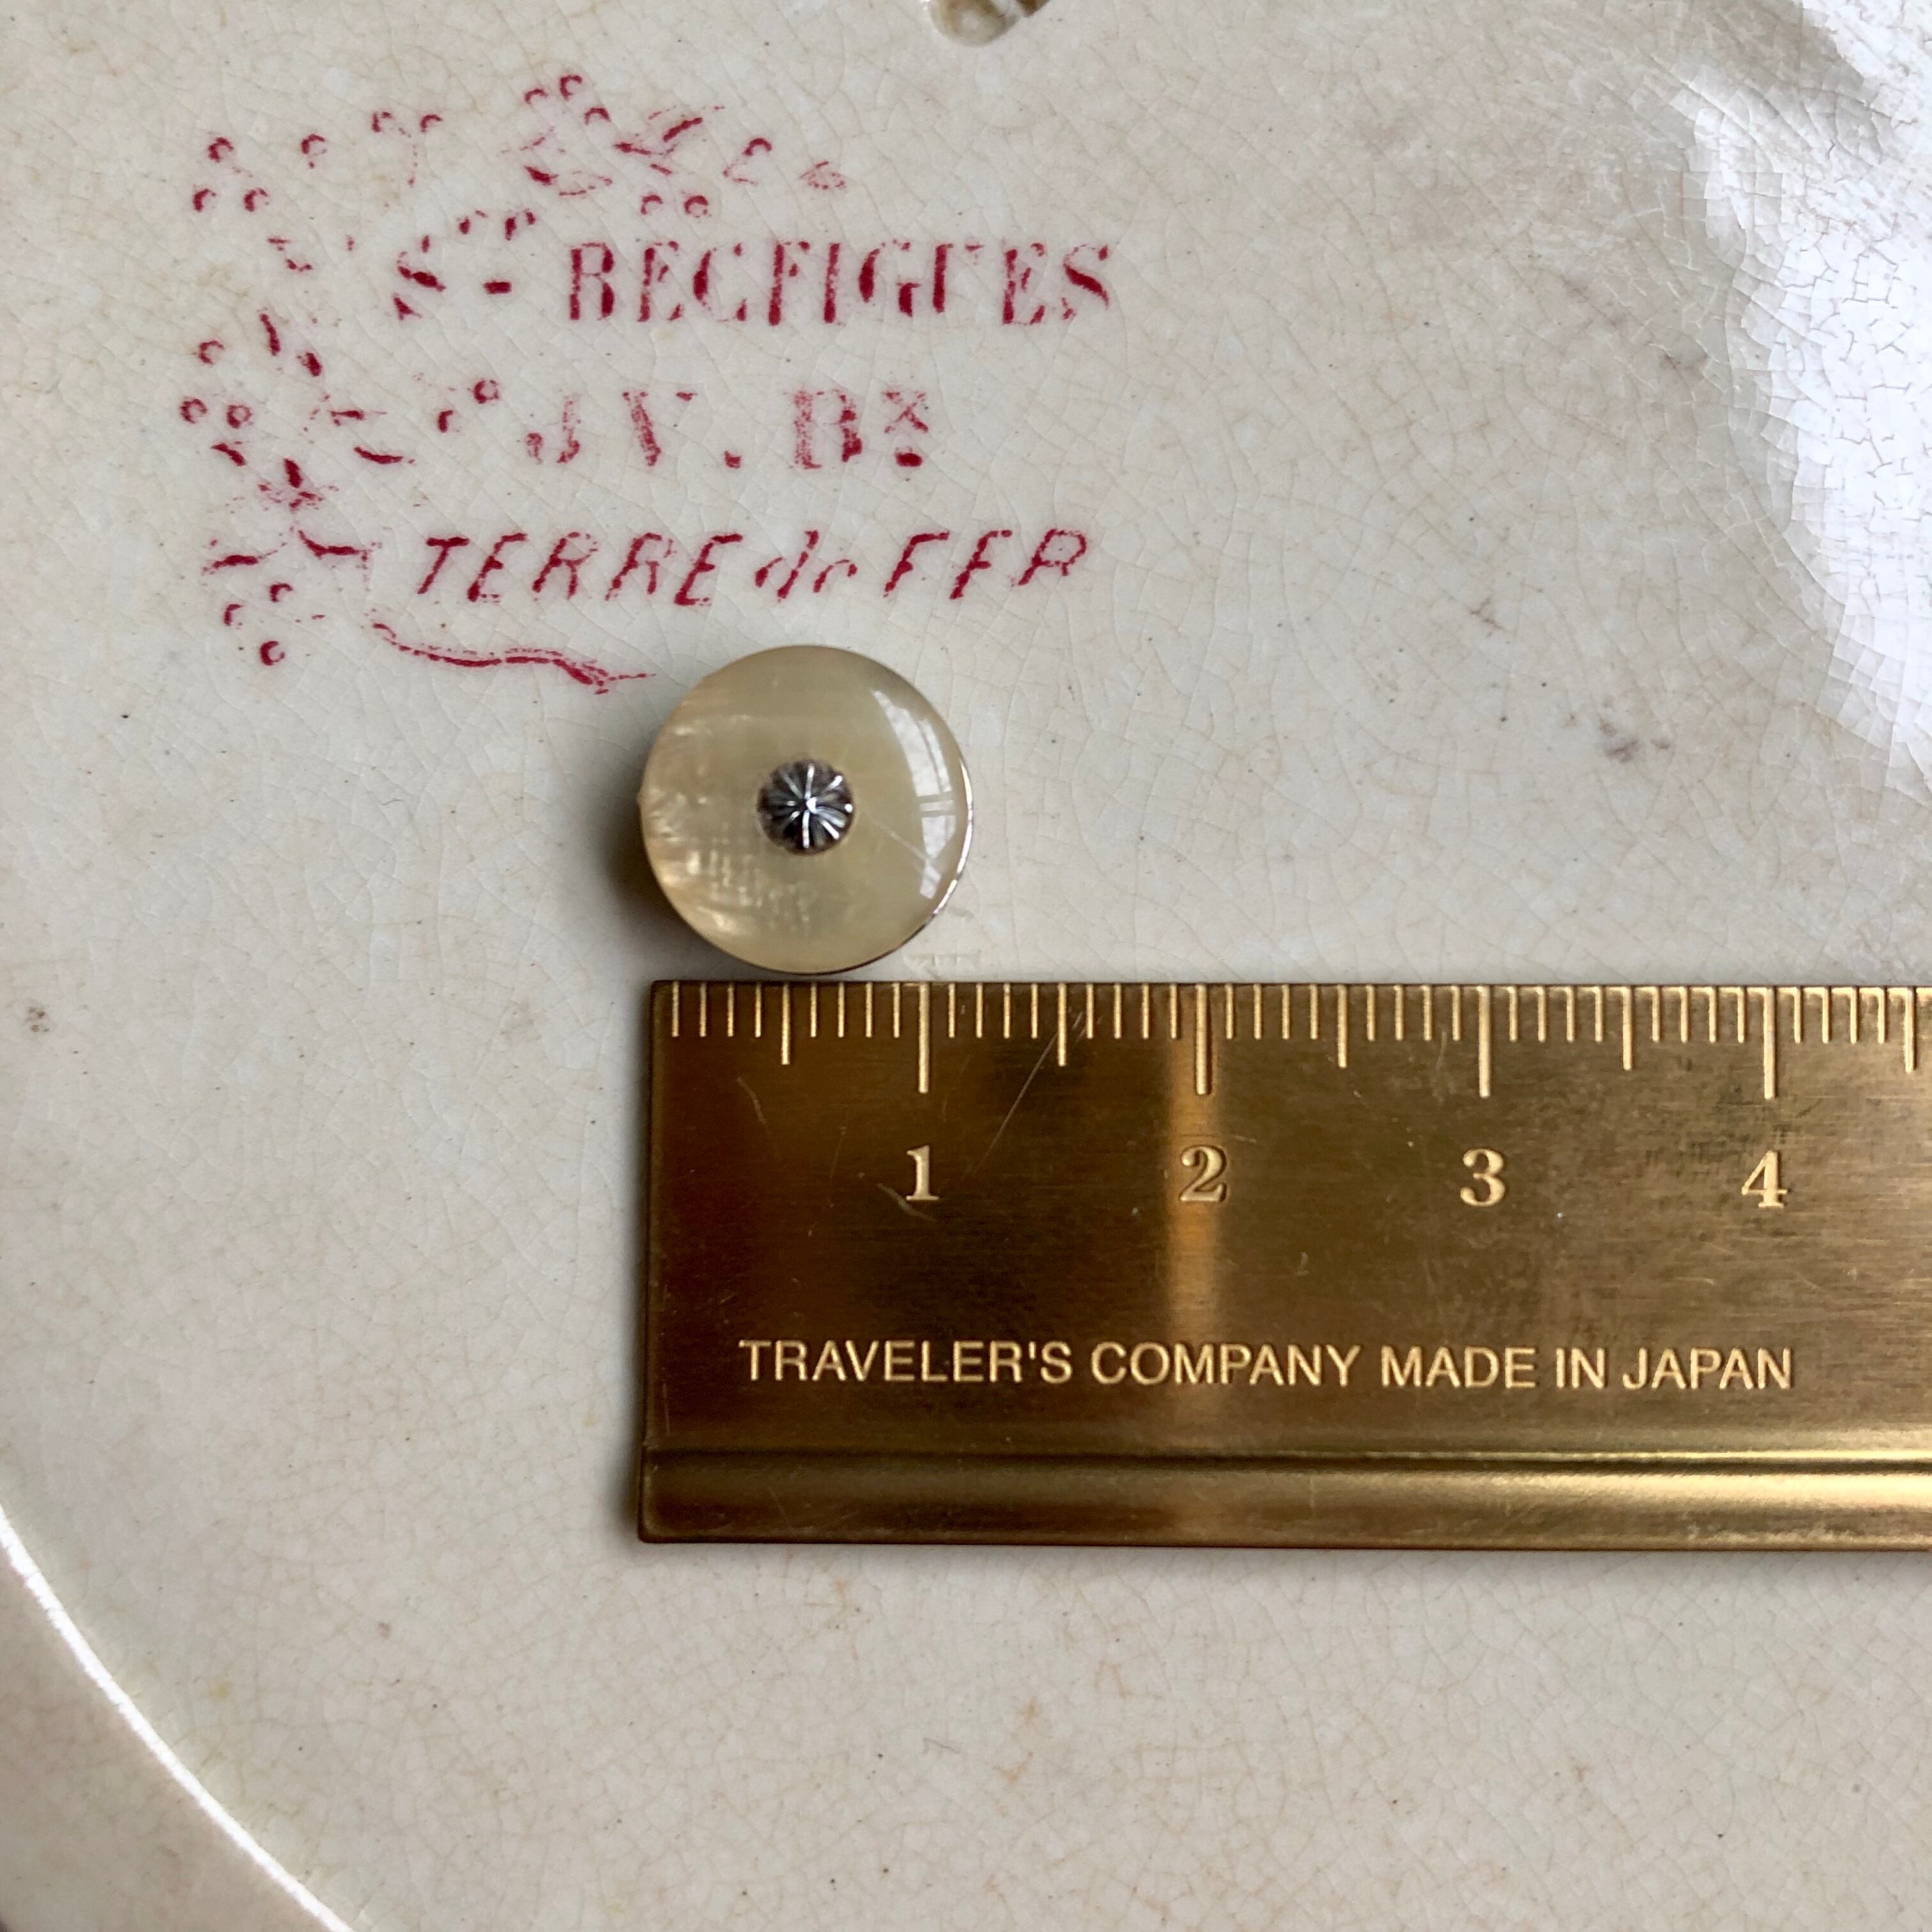 S - BECFIGUES
J V . Bx
TERRE de FER
1 2 3 4
TRAVELER'S COMPANY MADE IN JAPAN